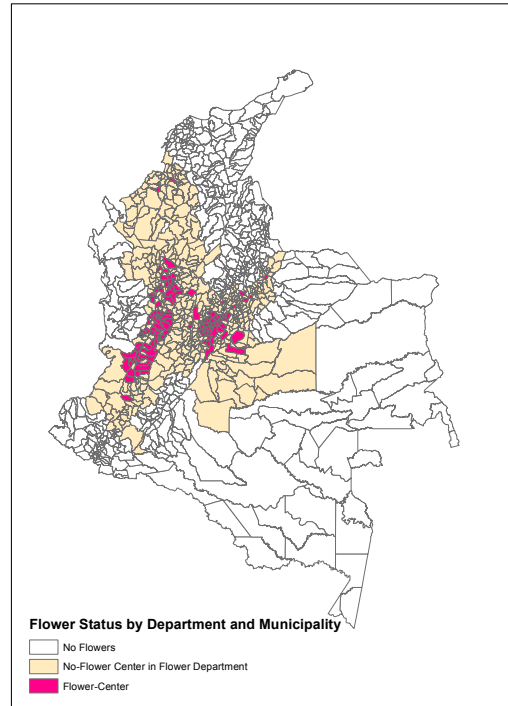 Flower Status by Department and Municipality
No Flowers
No-Flower Center in Flower Department
Flower-Center